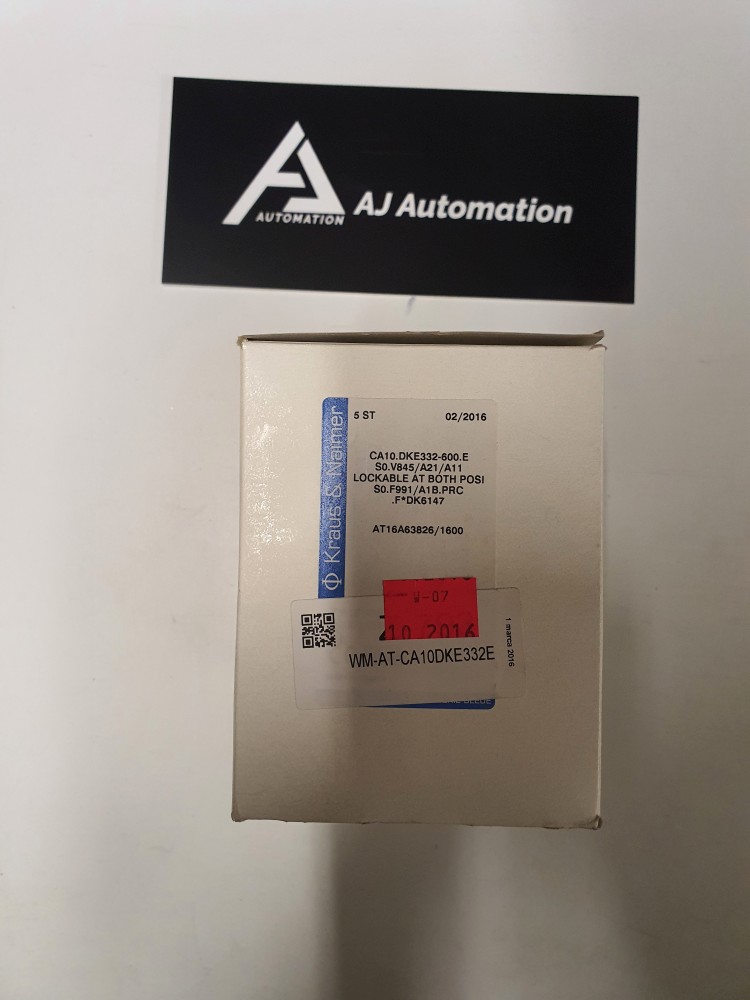 AUTOMATION
AJ Automation
Kraus & Naimer
5 ST 02/2016
CA10.DKE332-600.E
S0.V845/A21/A11
LOCKABLE AT BOTH POSI
S0.F991/A1B.PRC
.F*DK6147
AT16A63826/1600
W-07
10 2016
WM-AT-CA10DKE332E
1 marca 2016